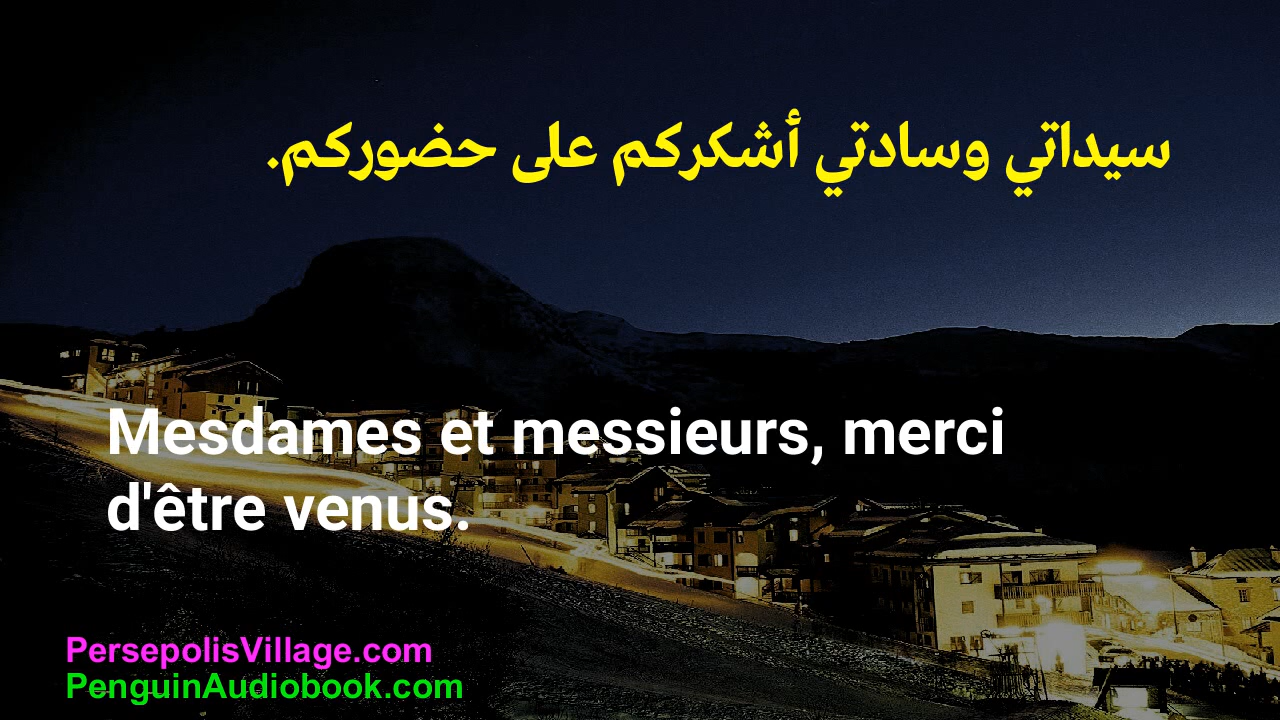 سيداتي وسادتي أشكركم على حضوركم.
Mesdames et messieurs, merci
d'être venus.
PersepolisVillage.com
PenguinAudiobook.com